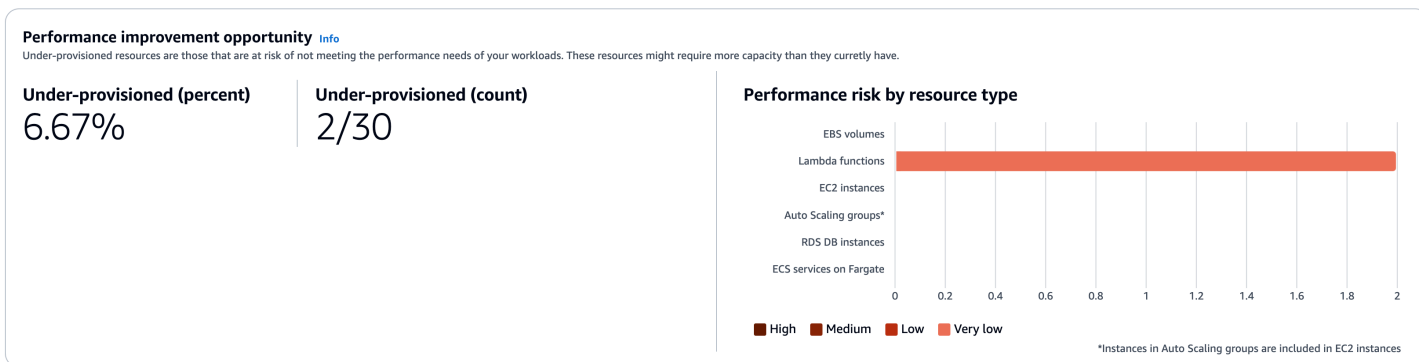 Performance improvement opportunity Info
Under-provisioned resources are those that are at risk of not meeting the performance needs of your workloads. These resources might require more capacity than they curretly have.
Under-provisioned (percent)
6.67%
Under-provisioned (count)
2/30
Performance risk by resource type
EBS volumes
Lambda functions
EC2 instances
Auto Scaling groups*
RDS DB instances
ECS services on Fargate
0 0.2 0.4 0.6 0.8 1 1.2 1.4 1.6 1.8 2
High Medium Low Very low
*Instances in Auto Scaling groups are included in EC2 instances